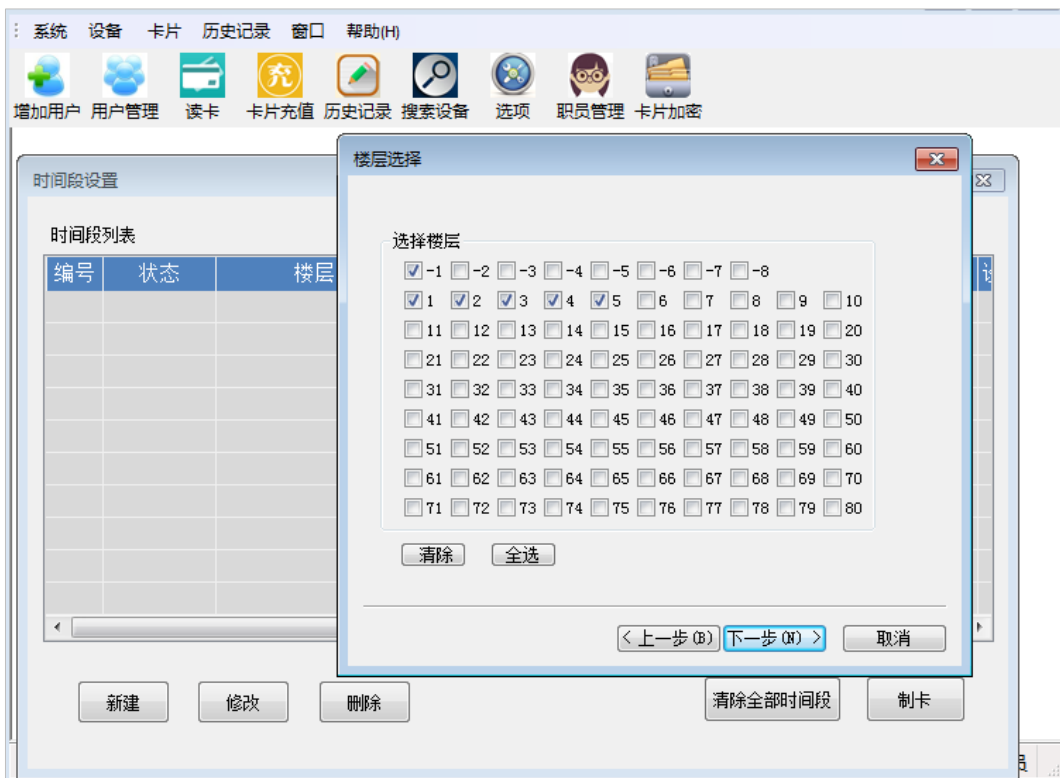 系统 设备 卡片 历史记录 窗口 帮助(H)
增加用户 用户管理 读卡 卡片充值 历史记录 搜索设备 选项 职员管理 卡片加密
充
楼层选择
时间段设置
时间段列表
编号 状态 楼层
选择楼层
-1 -2 -3 -4 -5 -6 -7 -8
1 2 3 4 5 6 7 8 9 10
11 12 13 14 15 16 17 18 19 20
21 22 23 24 25 26 27 28 29 30
31 32 33 34 35 36 37 38 39 40
41 42 43 44 45 46 47 48 49 50
51 52 53 54 55 56 57 58 59 60
61 62 63 64 65 66 67 68 69 70
71 72 73 74 75 76 77 78 79 80
清除 全选
< 上一步(B) 下一步(N) > 取消
新建 修改 删除 清除全部时间段 制卡
员